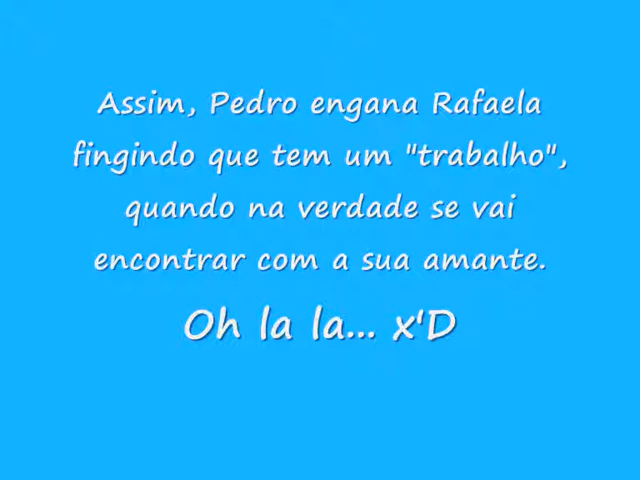 Assim, Pedro engana Rafaela
fingindo que tem um "trabalho",
quando na verdade se vai
encontrar com a sua amante.
Oh la la... x'D